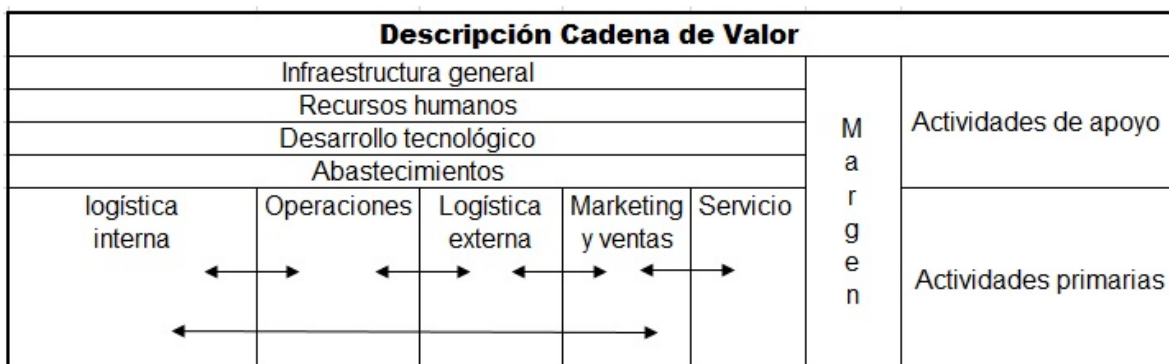 Descripción Cadena de Valor
Infraestructura general
Recursos humanos
Desarrollo tecnológico
Abastecimientos
logística
interna
Operaciones
Logística
externa
Marketing
y ventas
Servicio
M
a
r
g
e
n
Actividades de apoyo
Actividades primarias